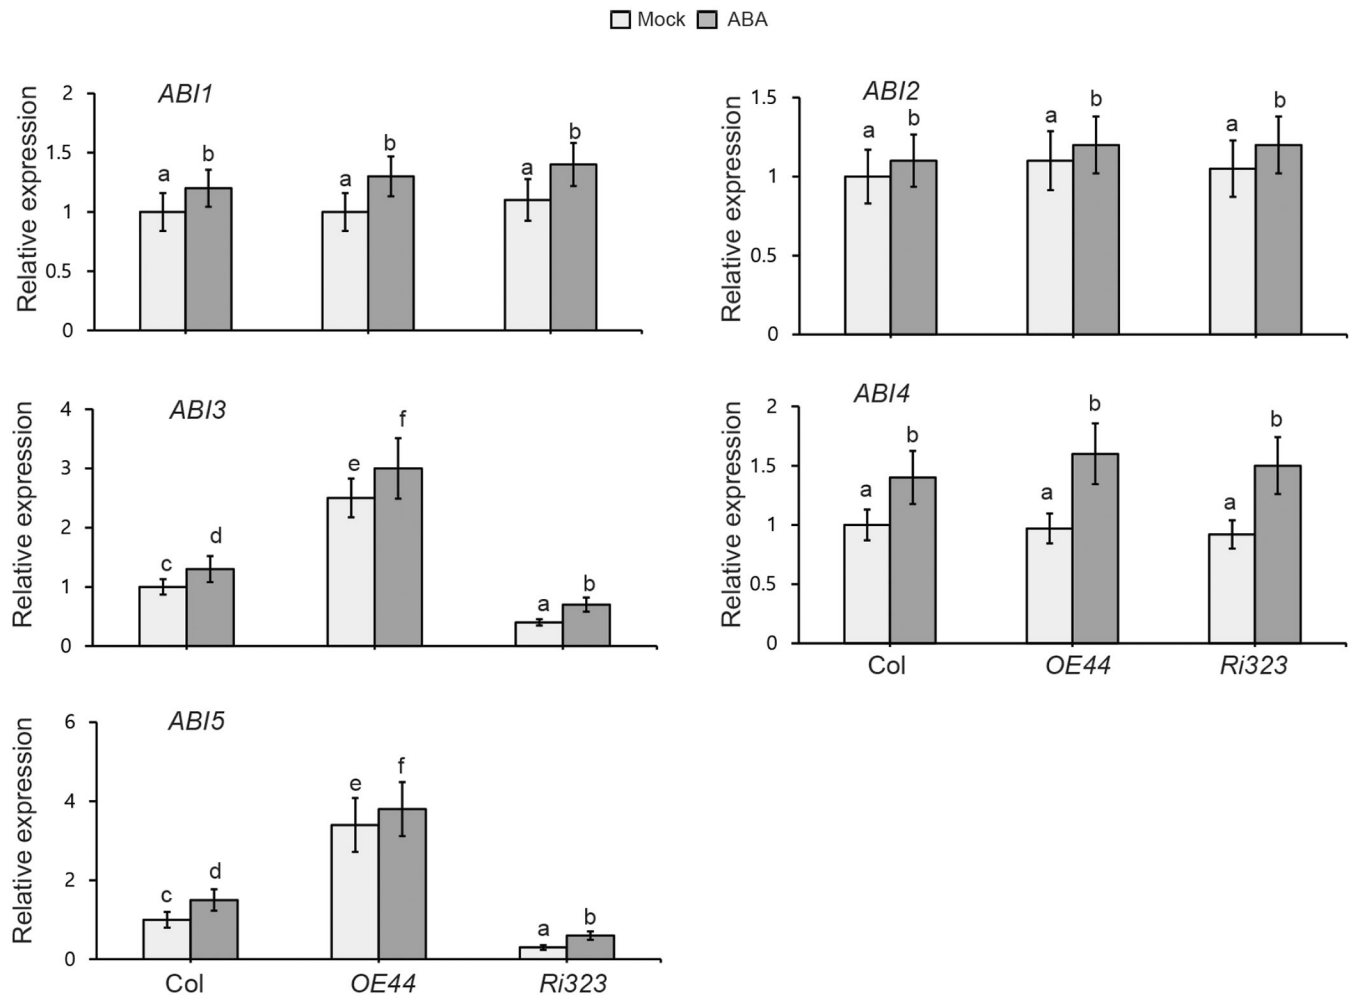 Mock ABA
ABI1
Relative expression
2
1.5
1
0.5
0
a b a b a b
ABI2
Relative expression
1.5
1
0.5
0
a b a b a b
ABI3
Relative expression
4
3
2
1
0
c d e f a b
ABI4
Relative expression
2
1.5
1
0.5
0
a b a b a b
Col OE44 Ri323
ABI5
Relative expression
6
4
2
0
c d e f a b
Col OE44 Ri323